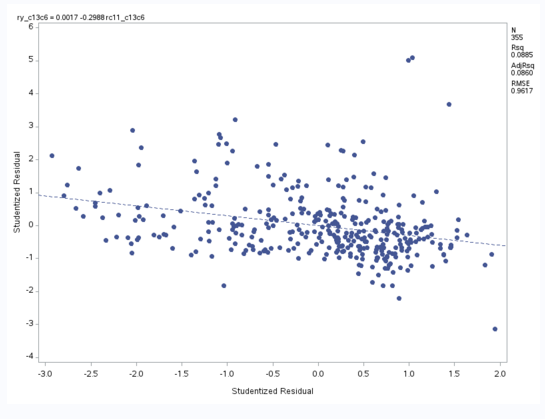 ry_c13c6 = 0.0017 -0.2988 rc11_c13c6
N
355
Rsq
0.0885
AdjRsq
0.0860
RMSE
0.9617
6
5
4
3
2
1
0
-1
-2
-3
-4
Studentized Residual
-3.0 -2.5 -2.0 -1.5 -1.0 -0.5 0.0 0.5 1.0 1.5 2.0
Studentized Residual